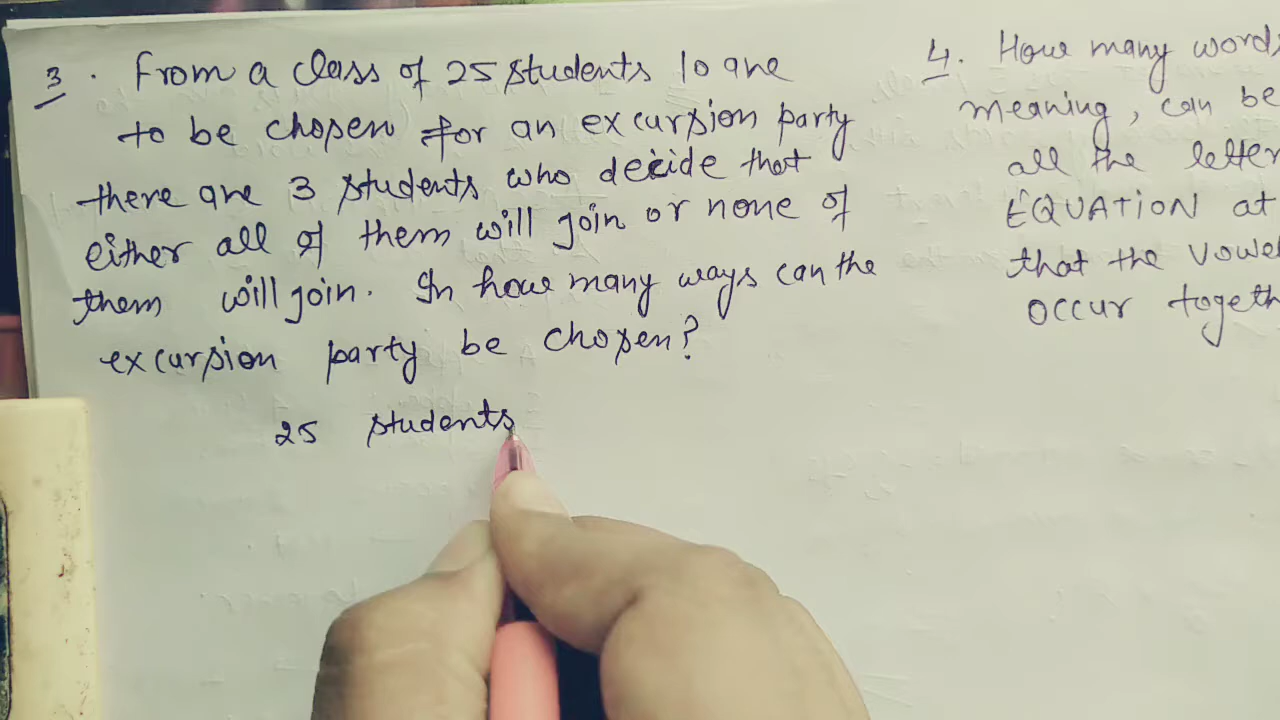 3. From a class of 25 students 10 are
to be chosen for an excursion party
there are 3 students who decide that
either all of them will join or none of
them will join. In how many ways can the
excursion party be chosen?
25 students
4. How many words
meaning, can be
all the letter
EQUATION at
that the vowel
occur togeth